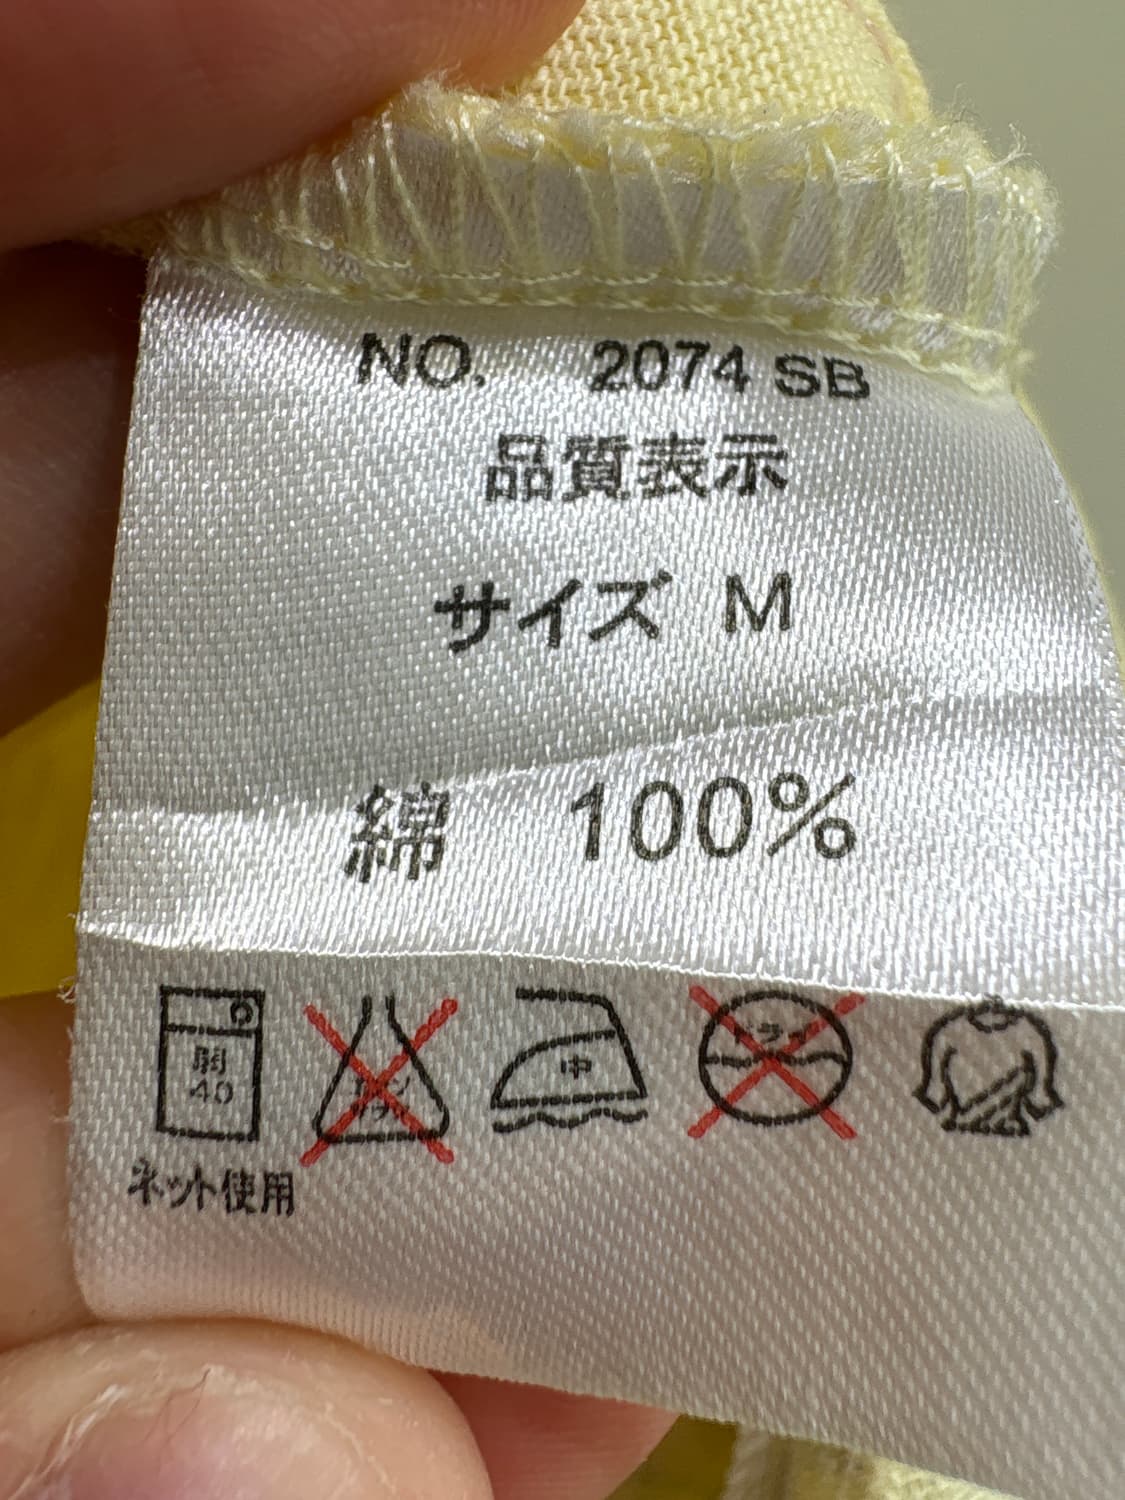 NO. 2074 SB
品質表示
サイズ M
綿 100%
弱
40
中
ネット使用